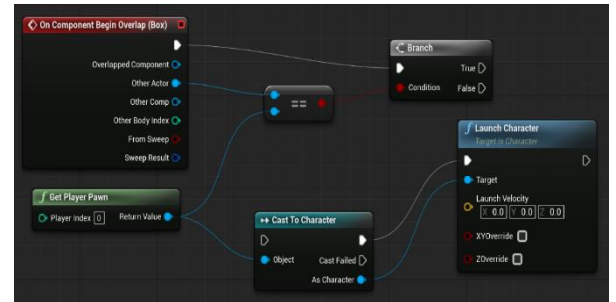 On Component Begin Overlap (Box)
Overlapped Component
Other Actor
Other Comp
Other Body Index
From Sweep
Sweep Result
f Get Player Pawn
Player Index 0 Return Value
==
Branch
True
Condition False
Cast To Character
Object Cast Failed
As Character
f Launch Character
Target is Character
Target
Launch Velocity
X 0.0 Y 0.0 Z 0.0
XYOverride
ZOverride